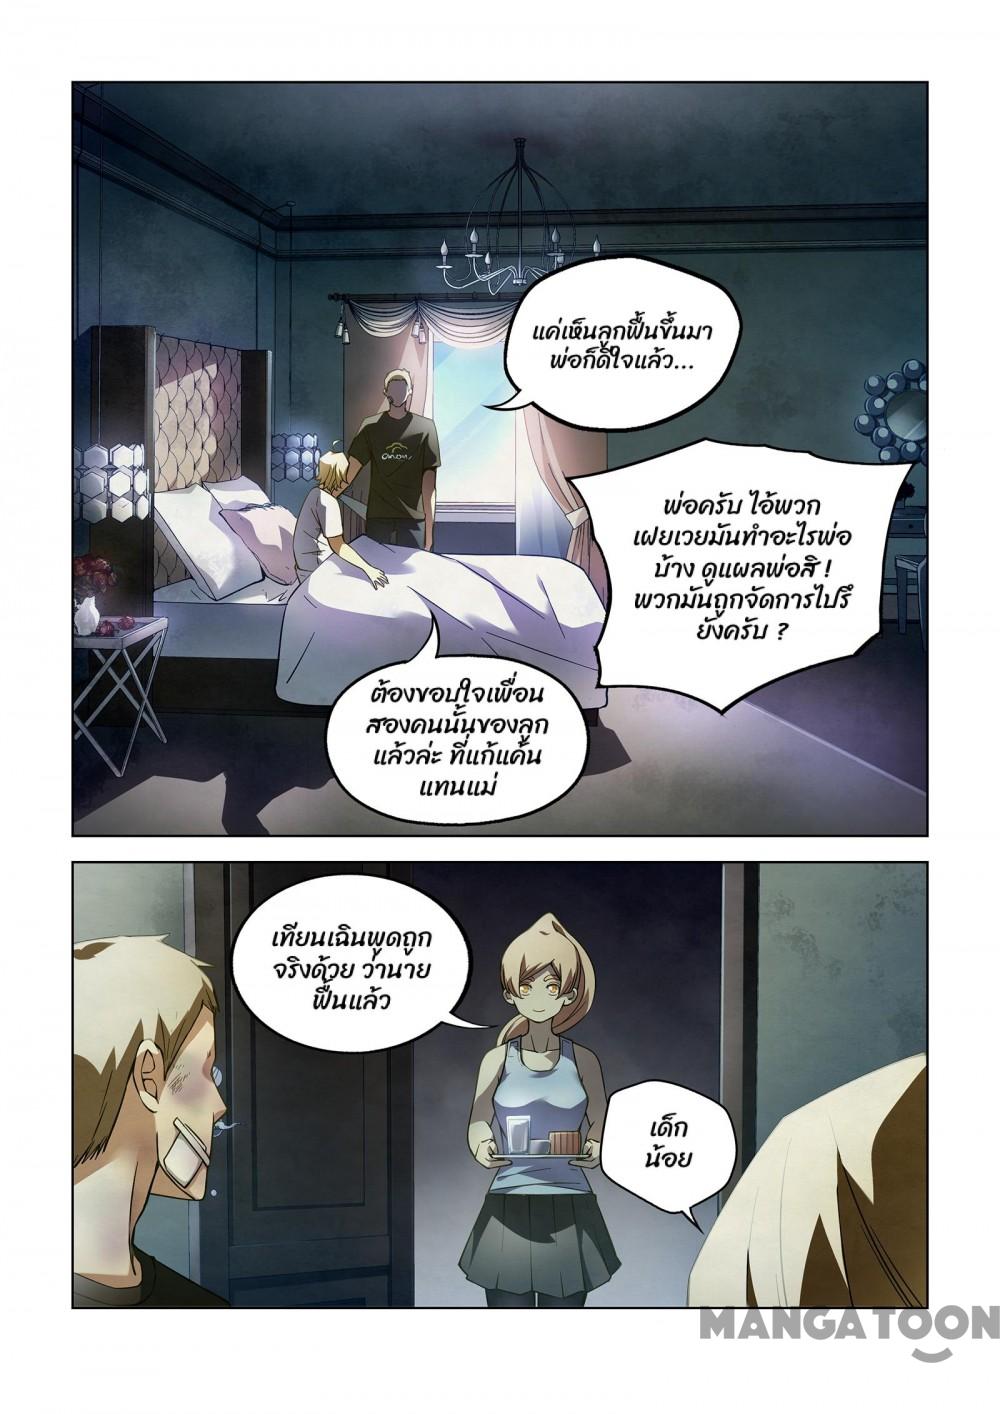 แค่เห็นลูกฟื้นขึ้นมา
พ่อก็ดีใจแล้ว...
พ่อครับ ไอ้พวก
เฝยเวยมันทำอะไรพ่อ
บ้าง ดูแผลพ่อสิ !
พวกมันถูกจัดการไปรึ
ยังครับ ?
ต้องขอบใจเพื่อน
สองคนนั้นของลูก
แล้วล่ะ ที่แก้แค้น
แทนแม่
เทียนเฉินพูดถูก
จริงด้วย ว่านาย
ฟื้นแล้ว
เด็ก
น้อย
MANGATOON